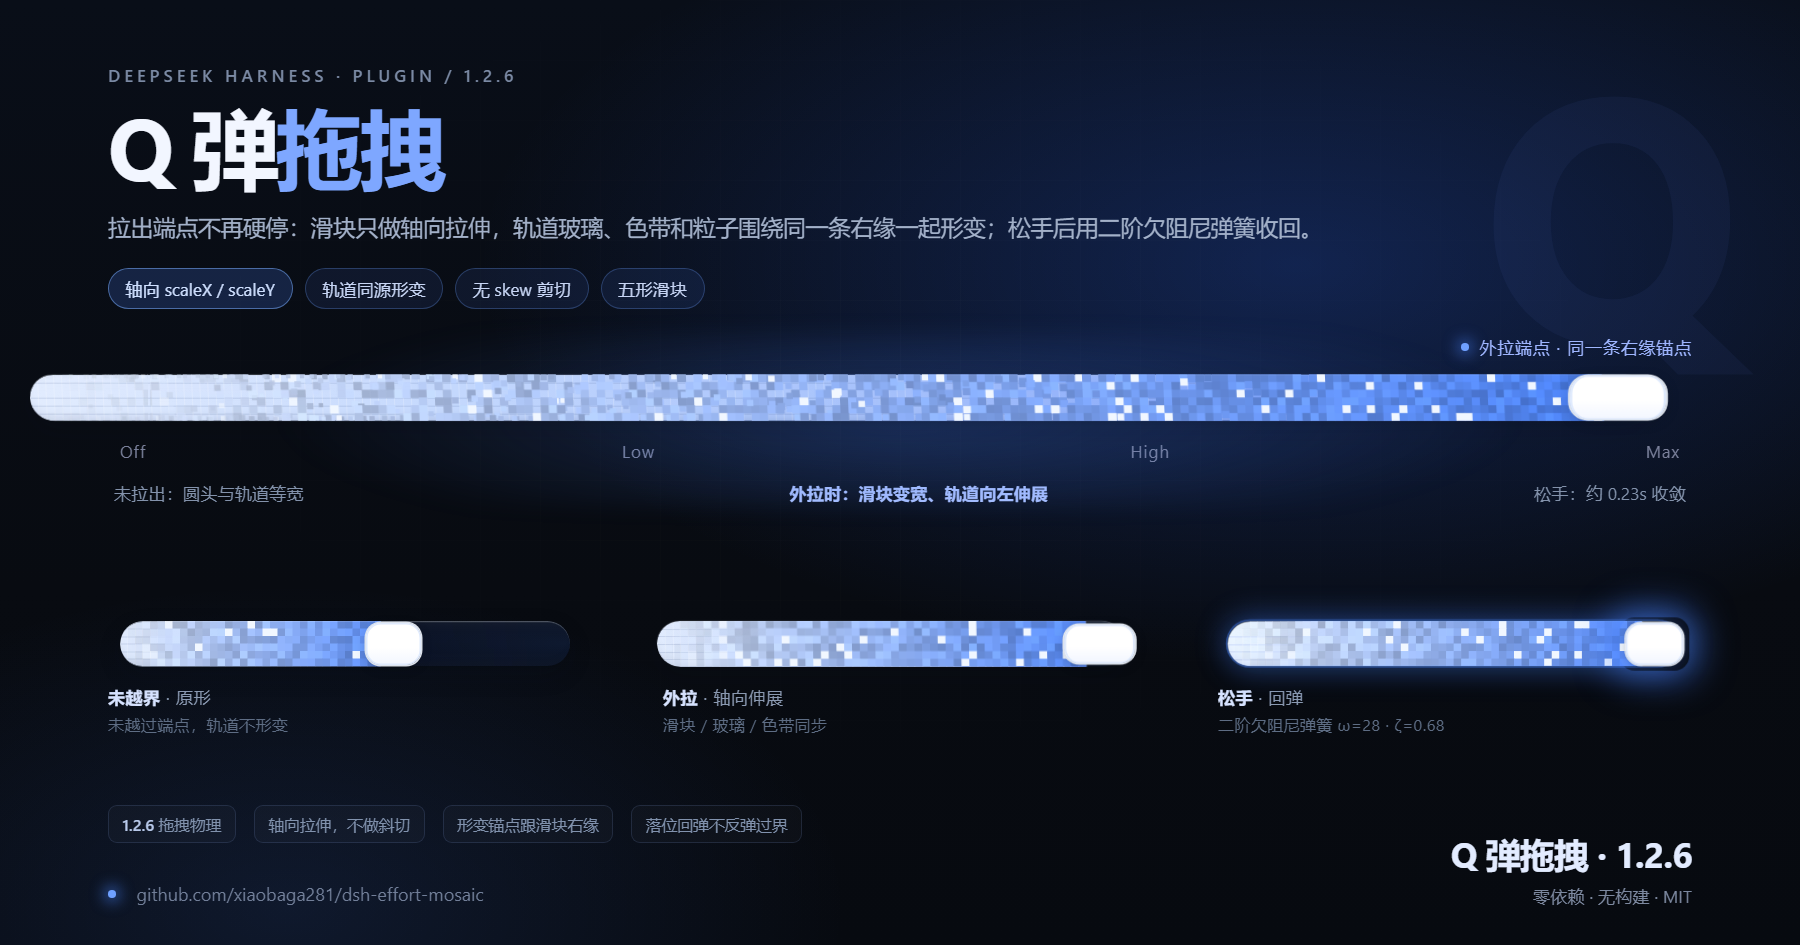 DEEPSEEK HARNESS · PLUGIN / 1.2.6
Q 弹拖拽
拉出端点不再硬停：滑块只做轴向拉伸，轨道玻璃、色带和粒子围绕同一条右缘一起形变；松手后用二阶欠阻尼弹簧收回。
轴向 scaleX / scaleY
轨道同源形变
无 skew 剪切
五形滑块
Q
外拉端点 · 同一条右缘锚点
Off
Low
High
Max
未拉出：圆头与轨道等宽
外拉时：滑块变宽、轨道向左伸展
松手：约 0.23s 收敛
未越界 · 原形
未越过端点，轨道不形变
外拉 · 轴向伸展
滑块 / 玻璃 / 色带同步
松手 · 回弹
二阶欠阻尼弹簧 ω=28 · ζ=0.68
1.2.6 拖拽物理
轴向拉伸，不做斜切
形变锚点跟滑块右缘
落位回弹不反弹过界
github.com/xiaobaga281/dsh-effort-mosaic
Q 弹拖拽 · 1.2.6
零依赖 · 无构建 · MIT